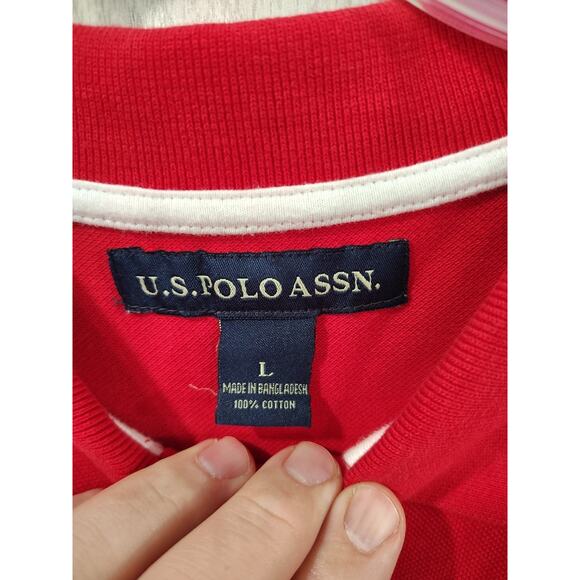 U.S.POLO ASSN.
L
MADE IN BANGLADESH
100% COTTON